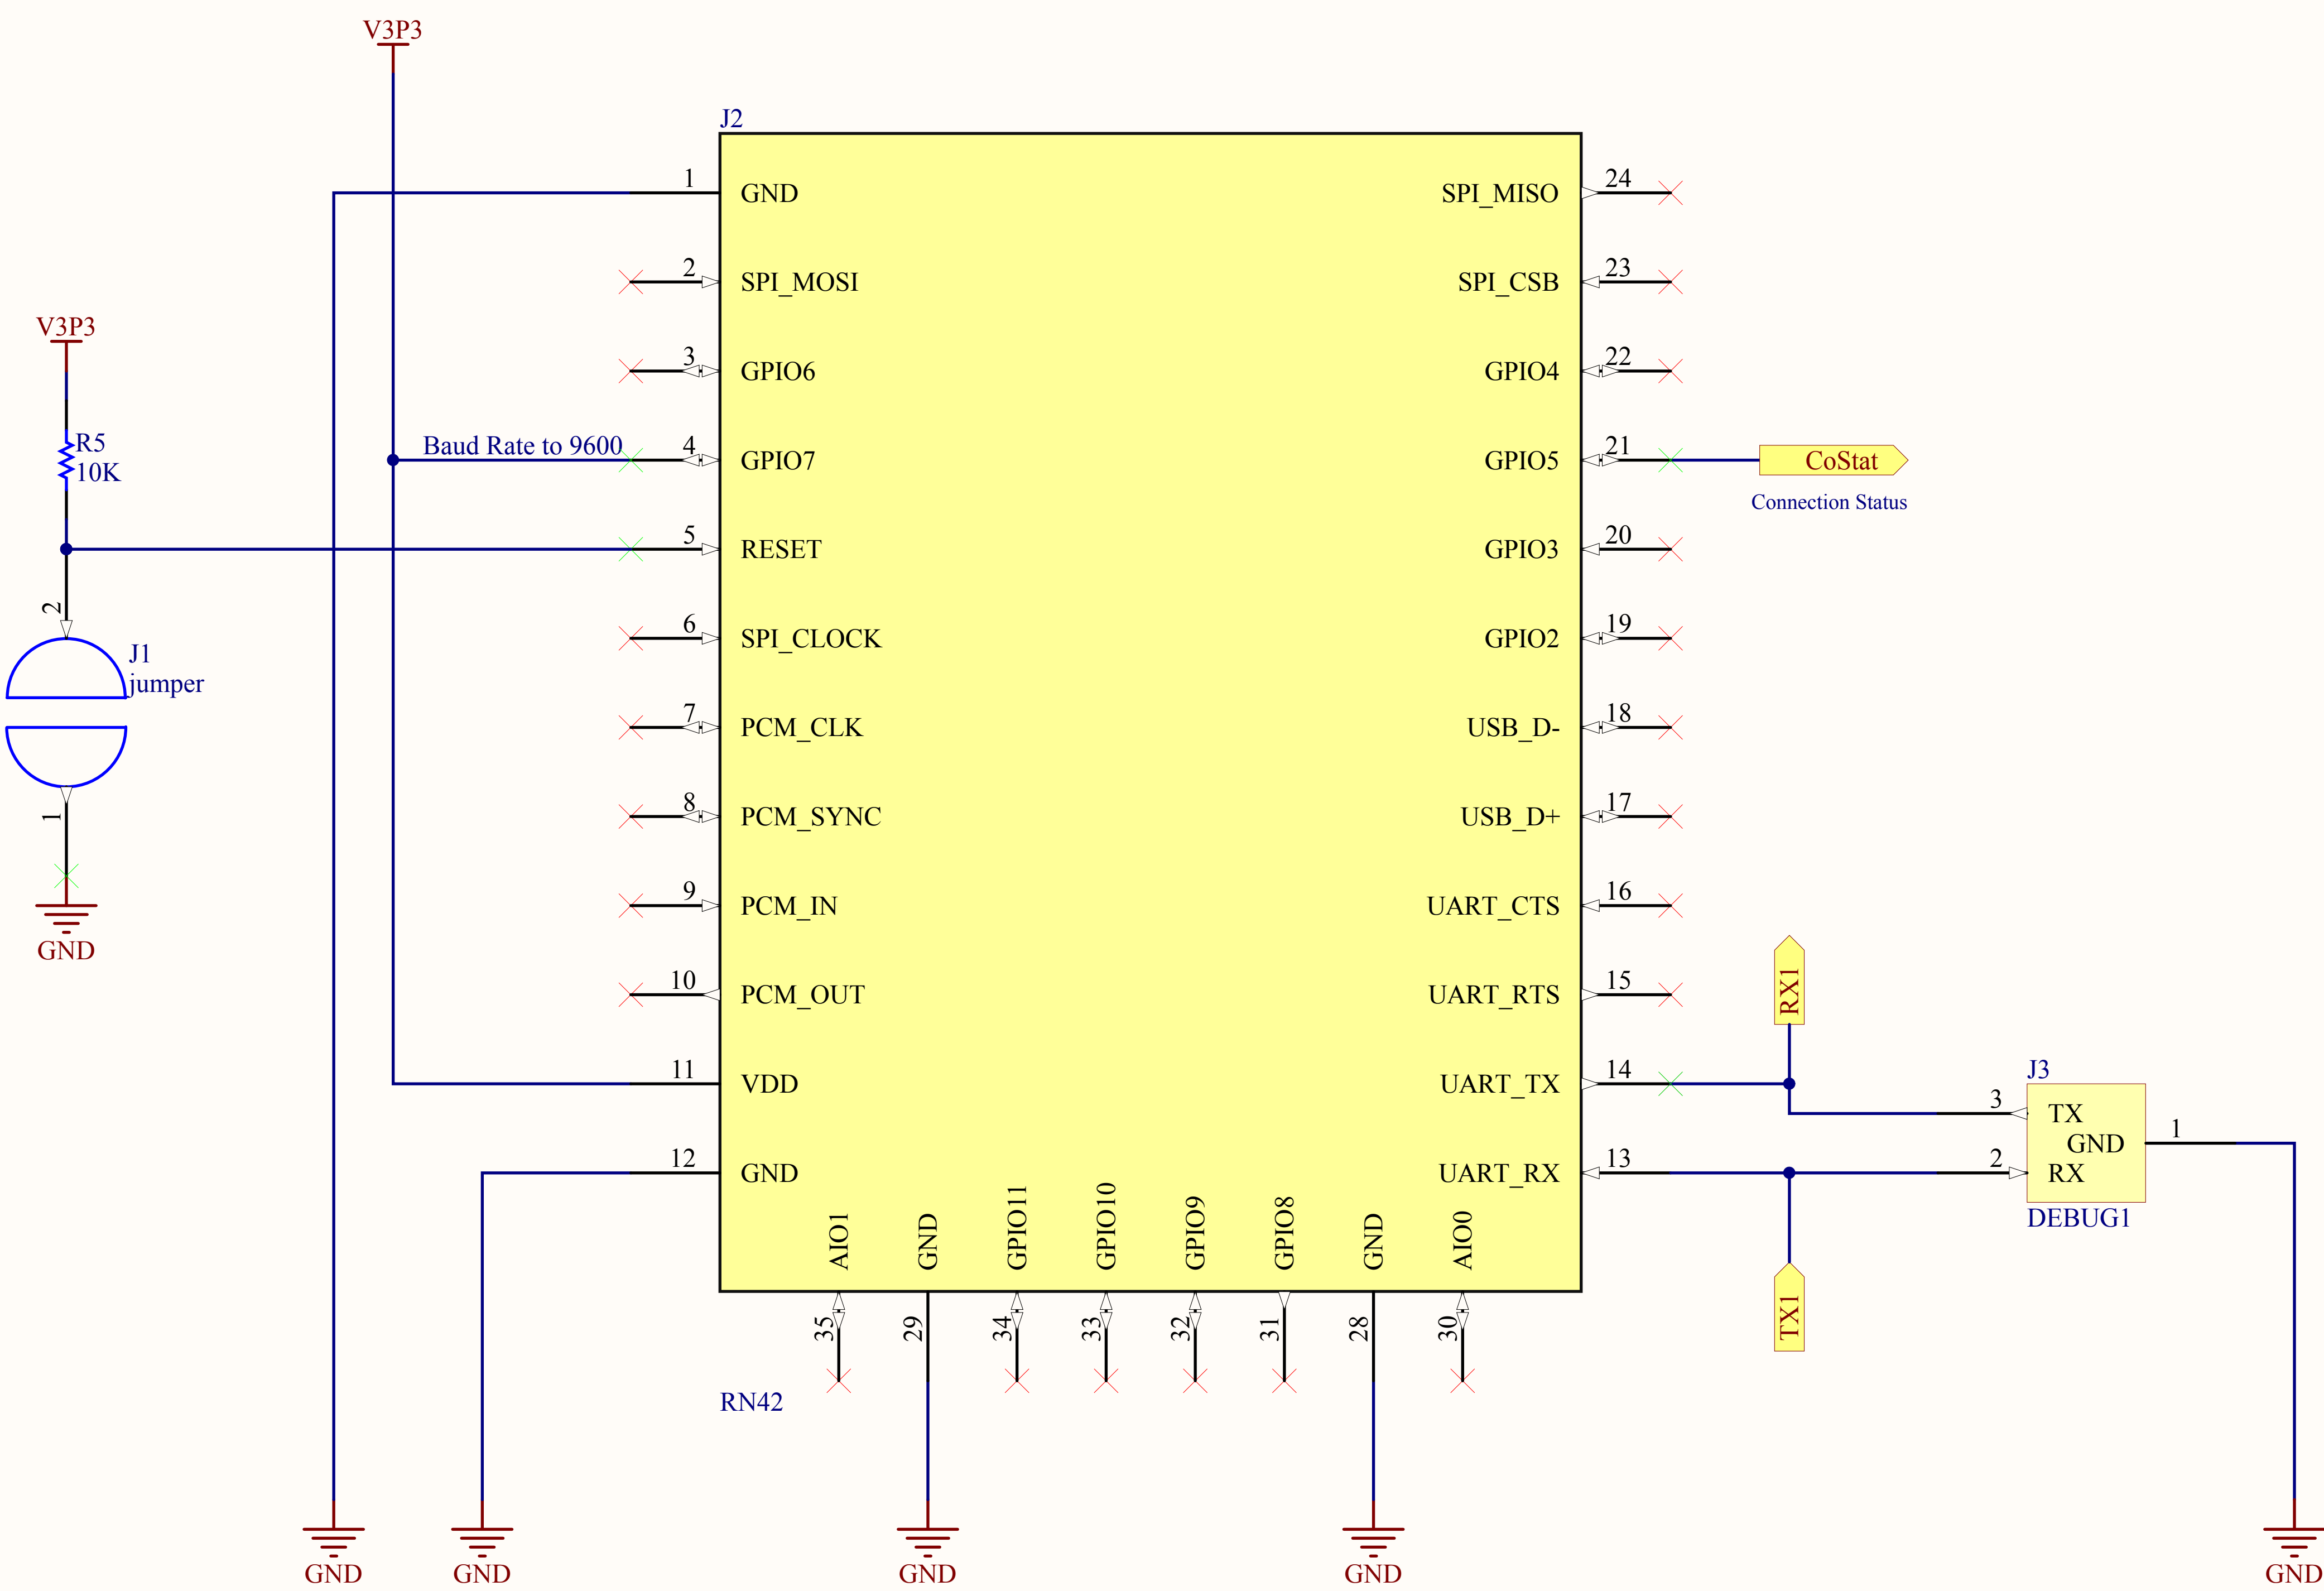 V3P3
J2
1 GND
SPI_MISO 24
2 SPI_MOSI
SPI_CSB 23
V3P3
3 GPIO6
GPIO4 22
R5
10K
Baud Rate to 9600 4 GPIO7
GPIO5 21 CoStat
Connection Status
5 RESET
GPIO3 20
2
6 SPI_CLOCK
GPIO2 19
J1
jumper
7 PCM_CLK
USB_D- 18
1
8 PCM_SYNC
USB_D+ 17
9 PCM_IN
UART_CTS 16
GND
10 PCM_OUT
UART_RTS 15
RX1
11 VDD
UART_TX 14
J3
3 TX
GND 1
12 GND
UART_RX 13
2 RX
DEBUG1
AIO1
GND
GPIO11
GPIO10
GPIO9
GPIO8
GND
AIO0
TX1
35
29
34
33
32
31
28
30
RN42
GND
GND
GND
GND
GND